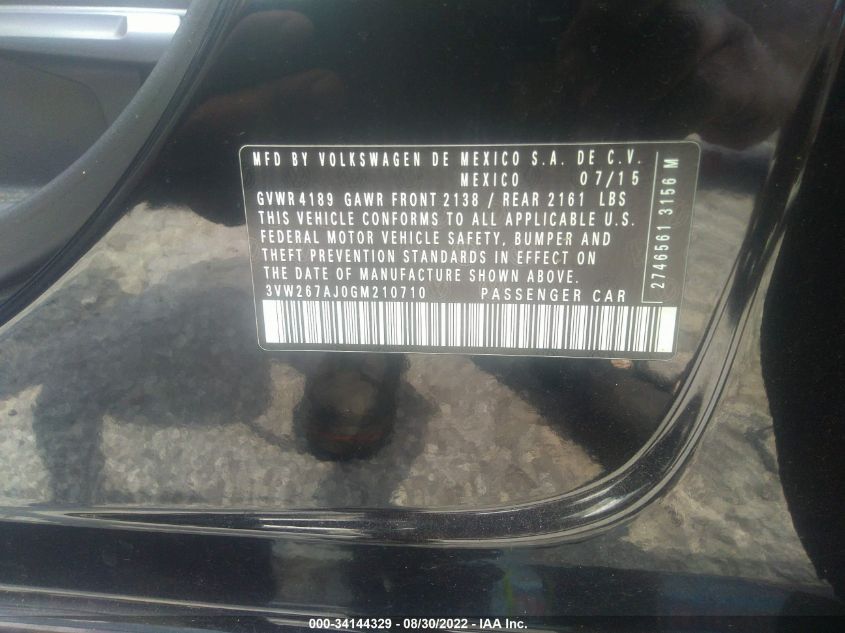 MFD BY VOLKSWAGEN DE MEXICO S.A. DE C.V.
MEXICO 07/15
GVWR 4189 GAWR FRONT 2138 / REAR 2161 LBS
THIS VEHICLE CONFORMS TO ALL APPLICABLE U.S.
FEDERAL MOTOR VEHICLE SAFETY, BUMPER AND
THEFT PREVENTION STANDARDS IN EFFECT ON
THE DATE OF MANUFACTURE SHOWN ABOVE.
3VW267AJ0GM210710 PASSENGER CAR
2746561 3156 M
000-34144329 - 08/30/2022 - IAA Inc.